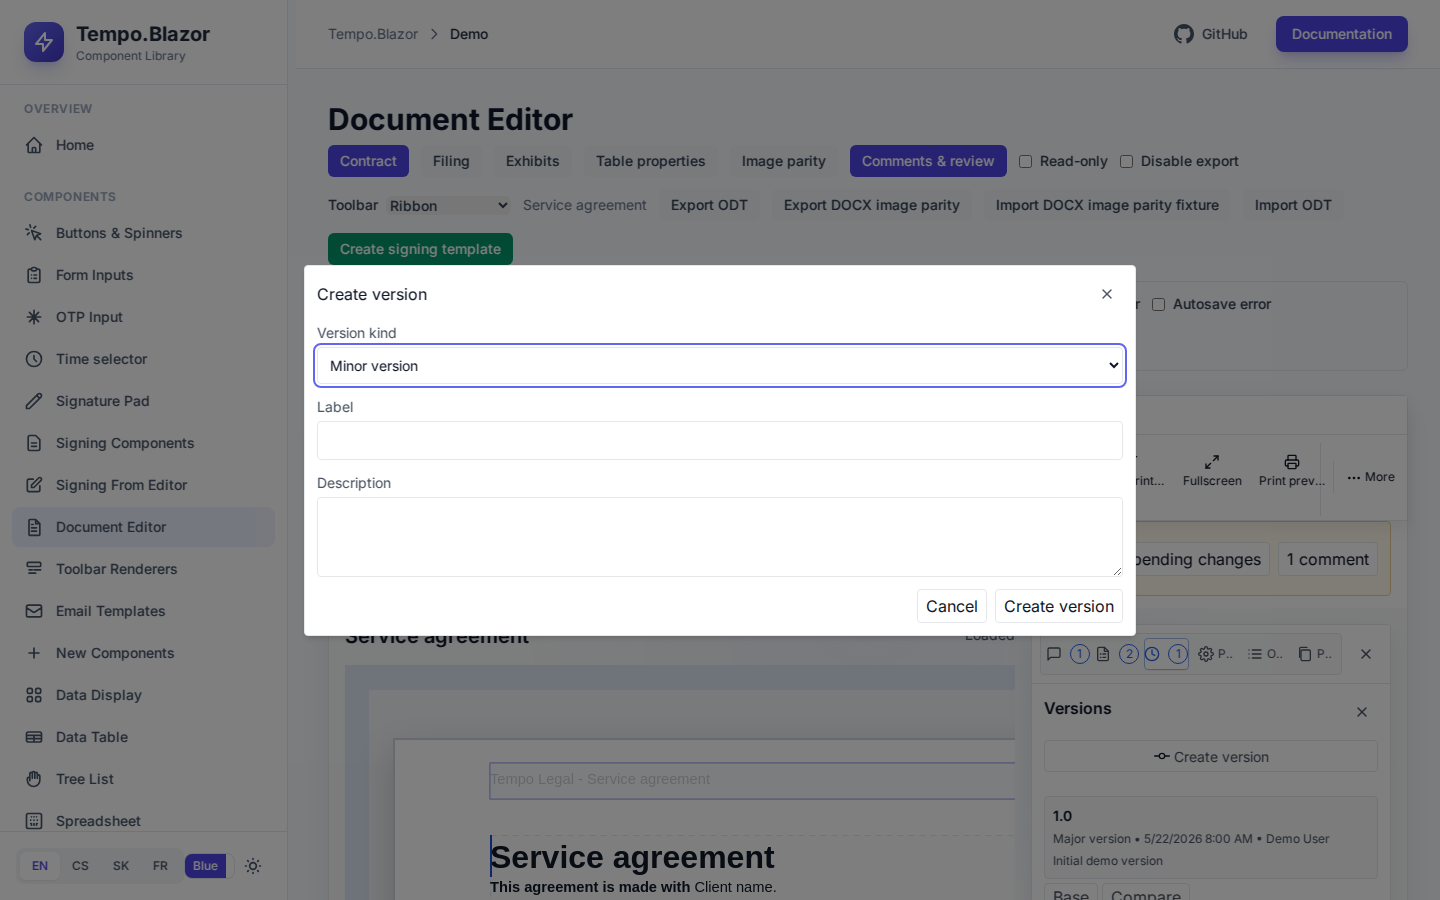 Tempo.Blazor
Component Library
OVERVIEW
Home
COMPONENTS
Buttons & Spinners
Form Inputs
OTP Input
Time selector
Signature Pad
Signing Components
Signing From Editor
Document Editor
Toolbar Renderers
Email Templates
New Components
Data Display
Data Table
Tree List
Spreadsheet
EN CS SK FR Blue
Tempo.Blazor > Demo
GitHub
Documentation
Document Editor
Contract Filing Exhibits Table properties Image parity Comments & review Read-only Disable export
Toolbar Ribbon Service agreement Export ODT Export DOCX image parity Import DOCX image parity fixture Import ODT
Create signing template
Autosave error
Create version
Version kind
Minor version
Label
Description
Cancel Create version
Fullscreen Print prev... More
pending changes 1 comment
Service agreement
Loaded
1 2 1 P.. O.. P..
Versions
Create version
1.0
Major version • 5/22/2026 8:00 AM • Demo User
Initial demo version
Base Compare
Tempo Legal - Service agreement
Service agreement
This agreement is made with Client name.